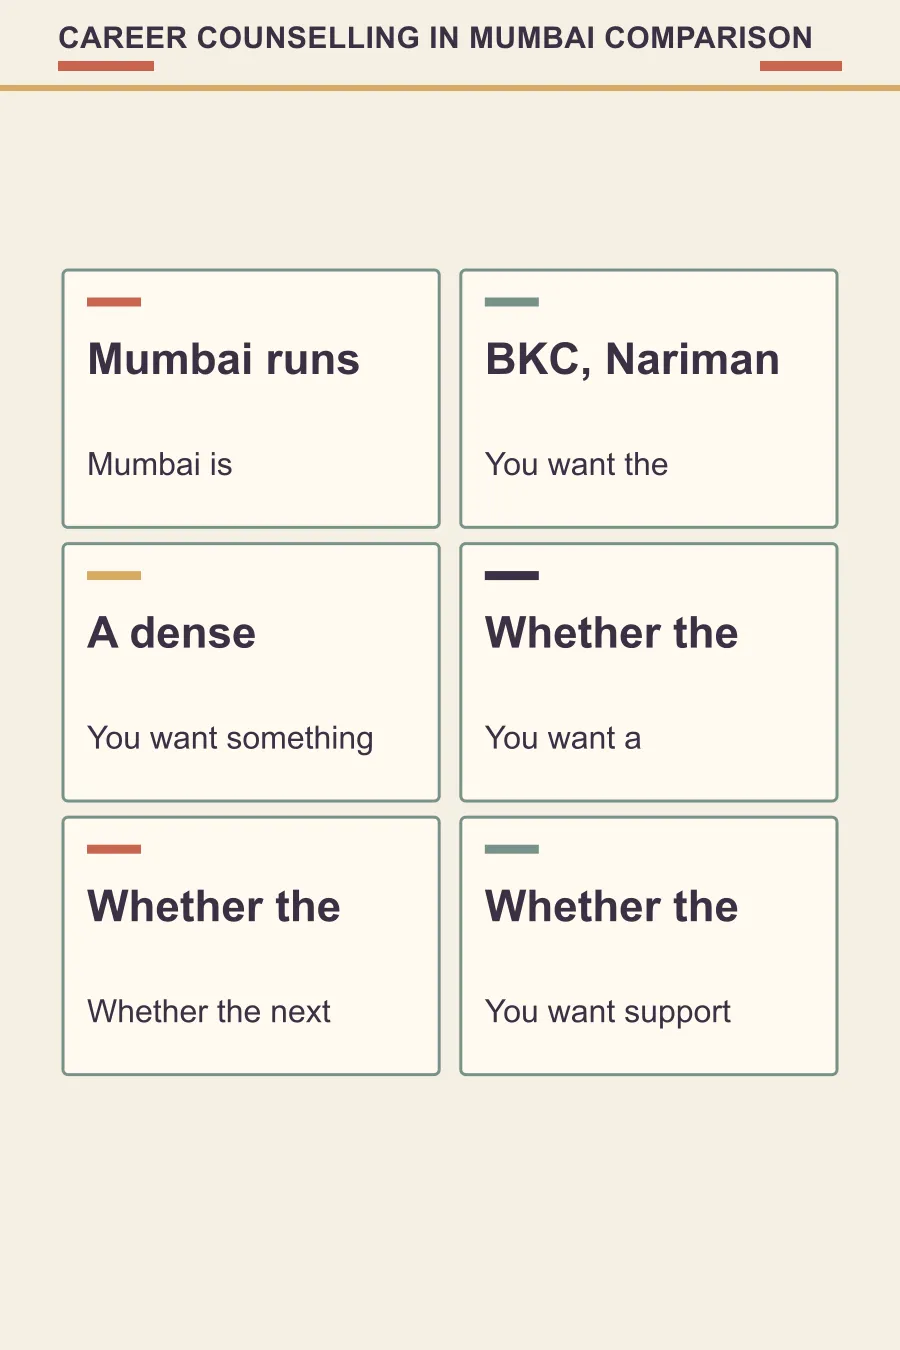 CAREER COUNSELLING IN MUMBAI COMPARISON
Mumbai runs
Mumbai is
BKC, Nariman
You want the
A dense
You want something
Whether the
You want a
Whether the
Whether the next
Whether the
You want support